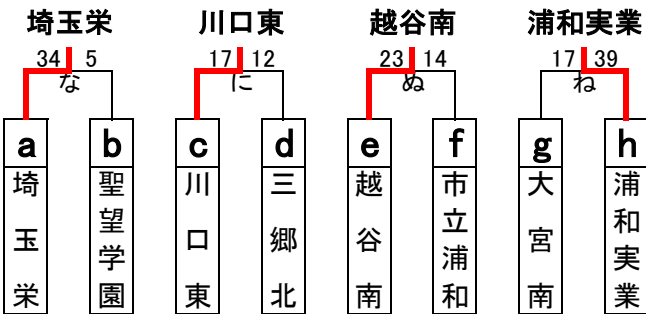 埼玉栄 川口東 越谷南 浦和実業
34 5 17 12 23 14 17 39
な に ぬ ね
a b c d e f g h
埼玉栄 聖望学園 川口東 三郷北 越谷南 市立浦和 大宮南 浦和実業